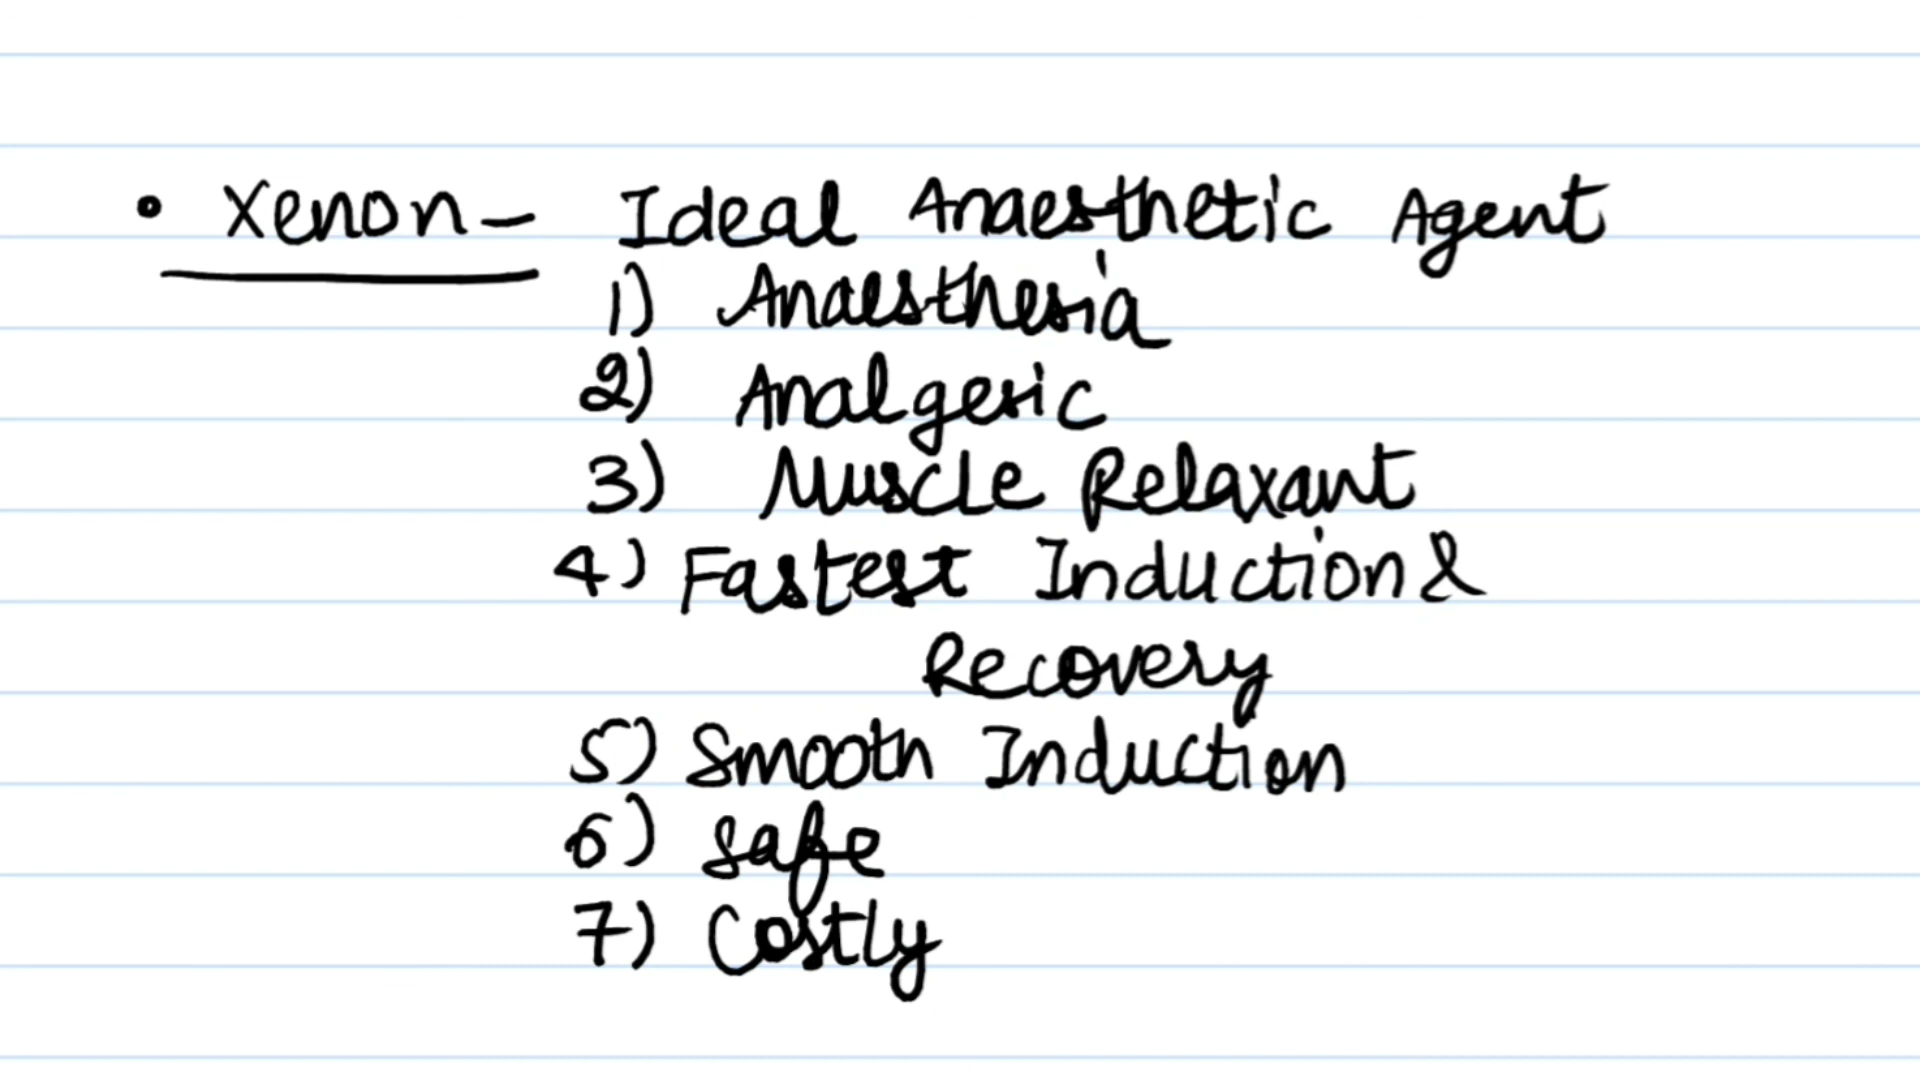 • Xenon - Ideal Anaesthetic Agent
1) Anaesthesia
2) Analgesic
3) Muscle Relaxant
4) Fastest Induction &
Recovery
5) Smooth Induction
6) Safe
7) Costly